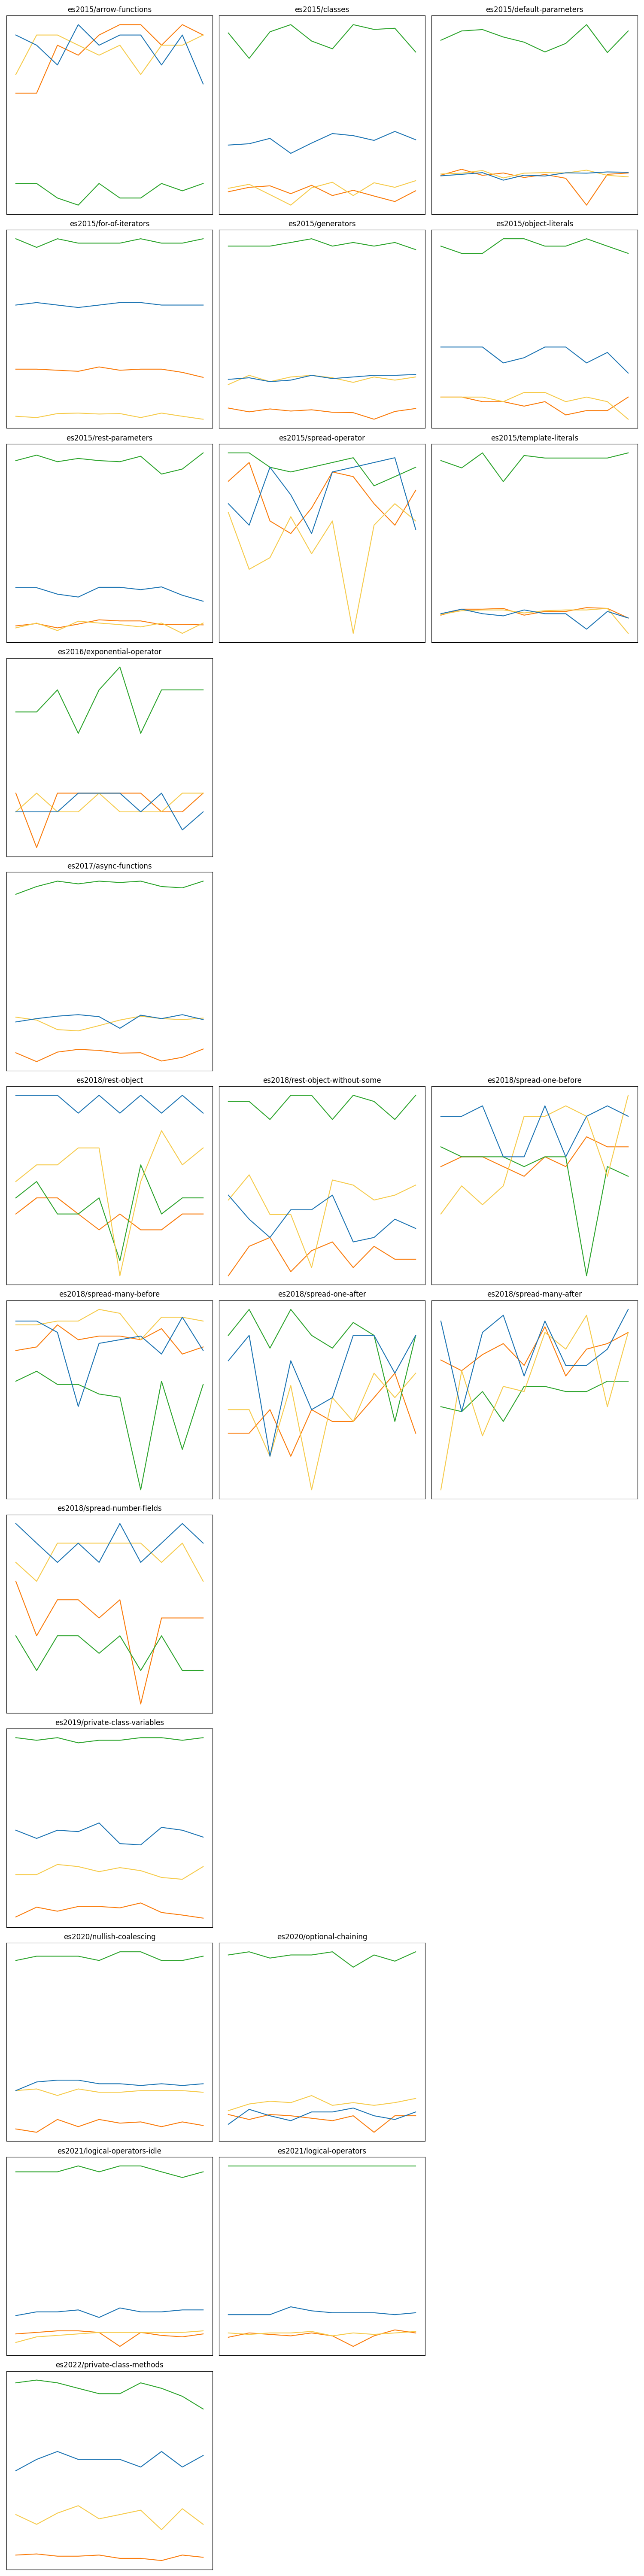 es2015/arrow-functions
es2015/classes
es2015/default-parameters
es2015/for-of-iterators
es2015/generators
es2015/object-literals
es2015/rest-parameters
es2015/spread-operator
es2015/template-literals
es2016/exponential-operator
es2017/async-functions
es2018/rest-object
es2018/rest-object-without-some
es2018/spread-one-before
es2018/spread-many-before
es2018/spread-one-after
es2018/spread-many-after
es2018/spread-number-fields
es2019/private-class-variables
es2020/nullish-coalescing
es2020/optional-chaining
es2021/logical-operators-idle
es2021/logical-operators
es2022/private-class-methods